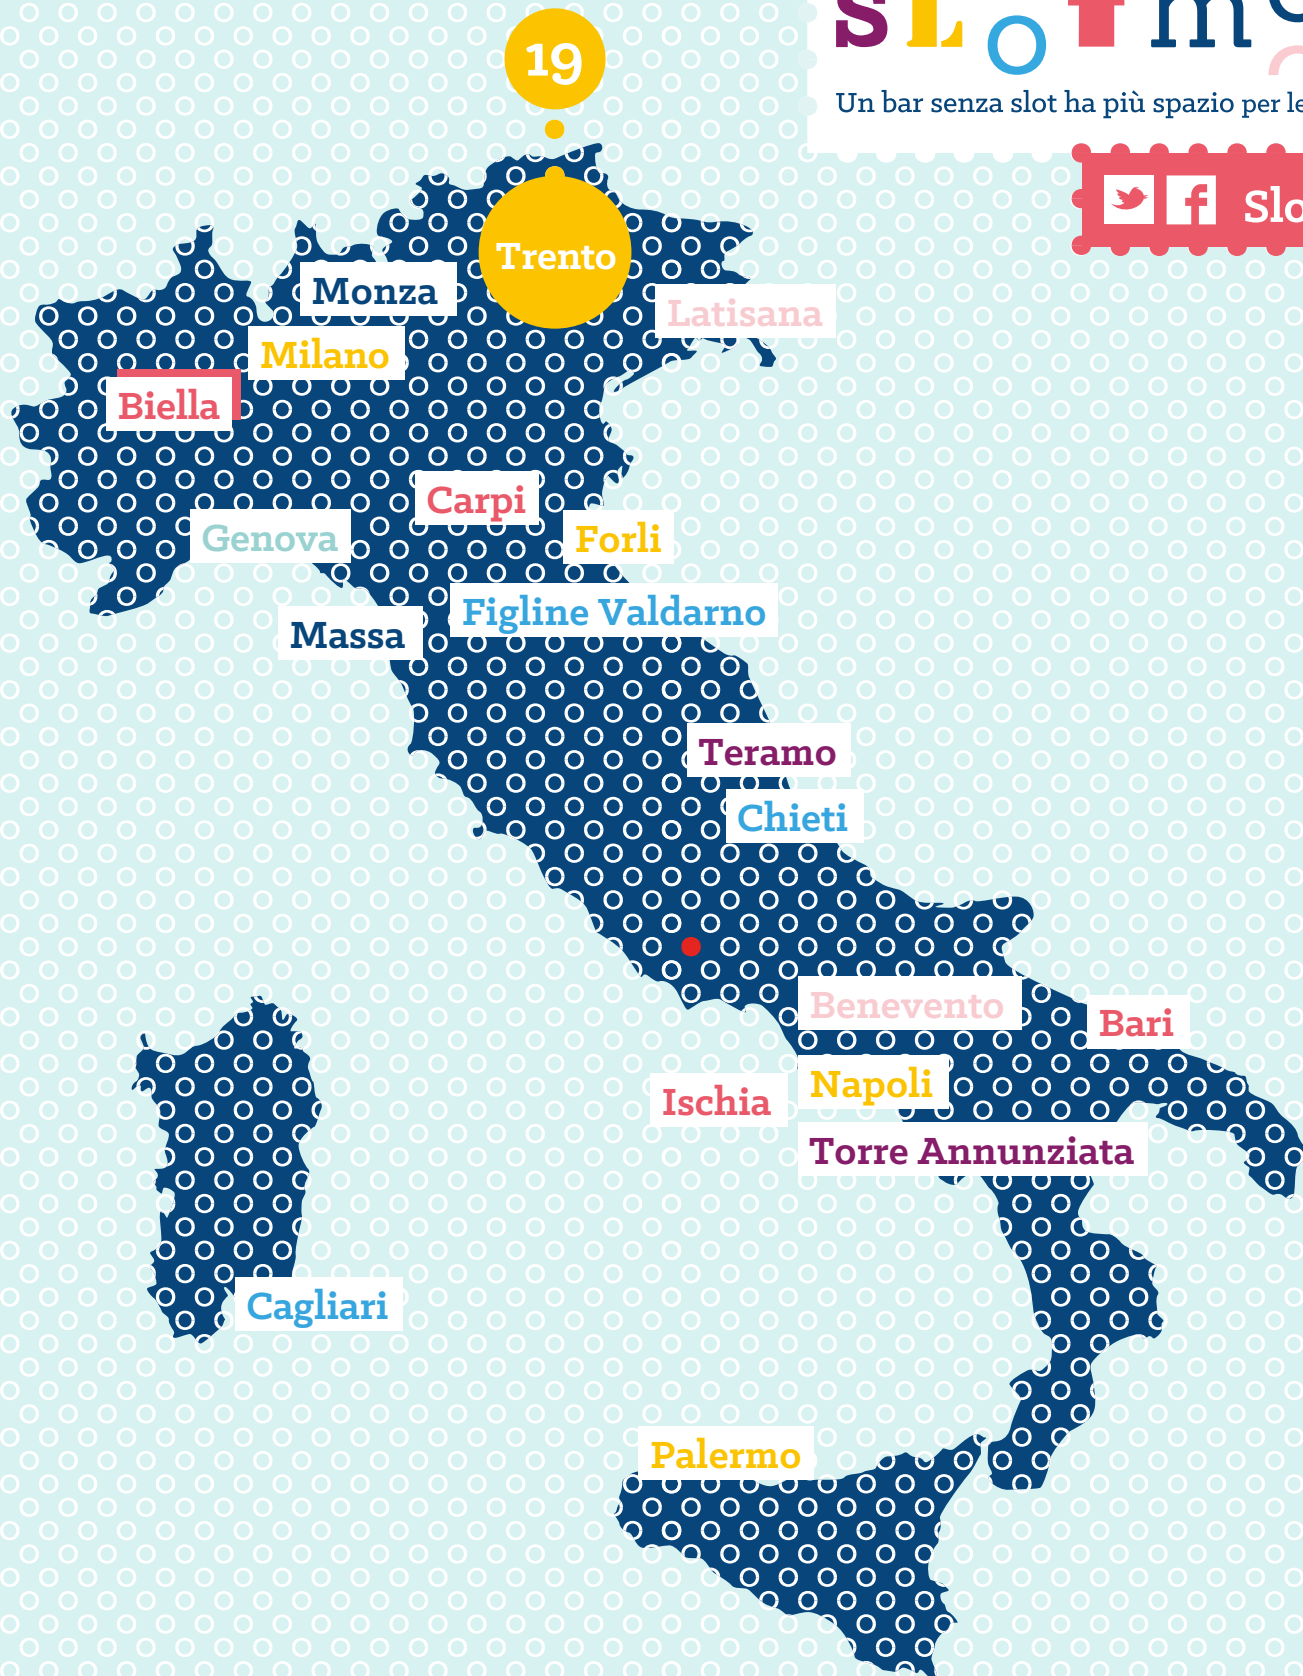 19
Un bar senza slot ha più spazio per le
Trento
Monza
Latisana
Milano
Biella
Carpi
Genova
Forlì
Figline Valdarno
Massa
Teramo
Chieti
Benevento
Bari
Napoli
Ischia
Torre Annunziata
Cagliari
Palermo